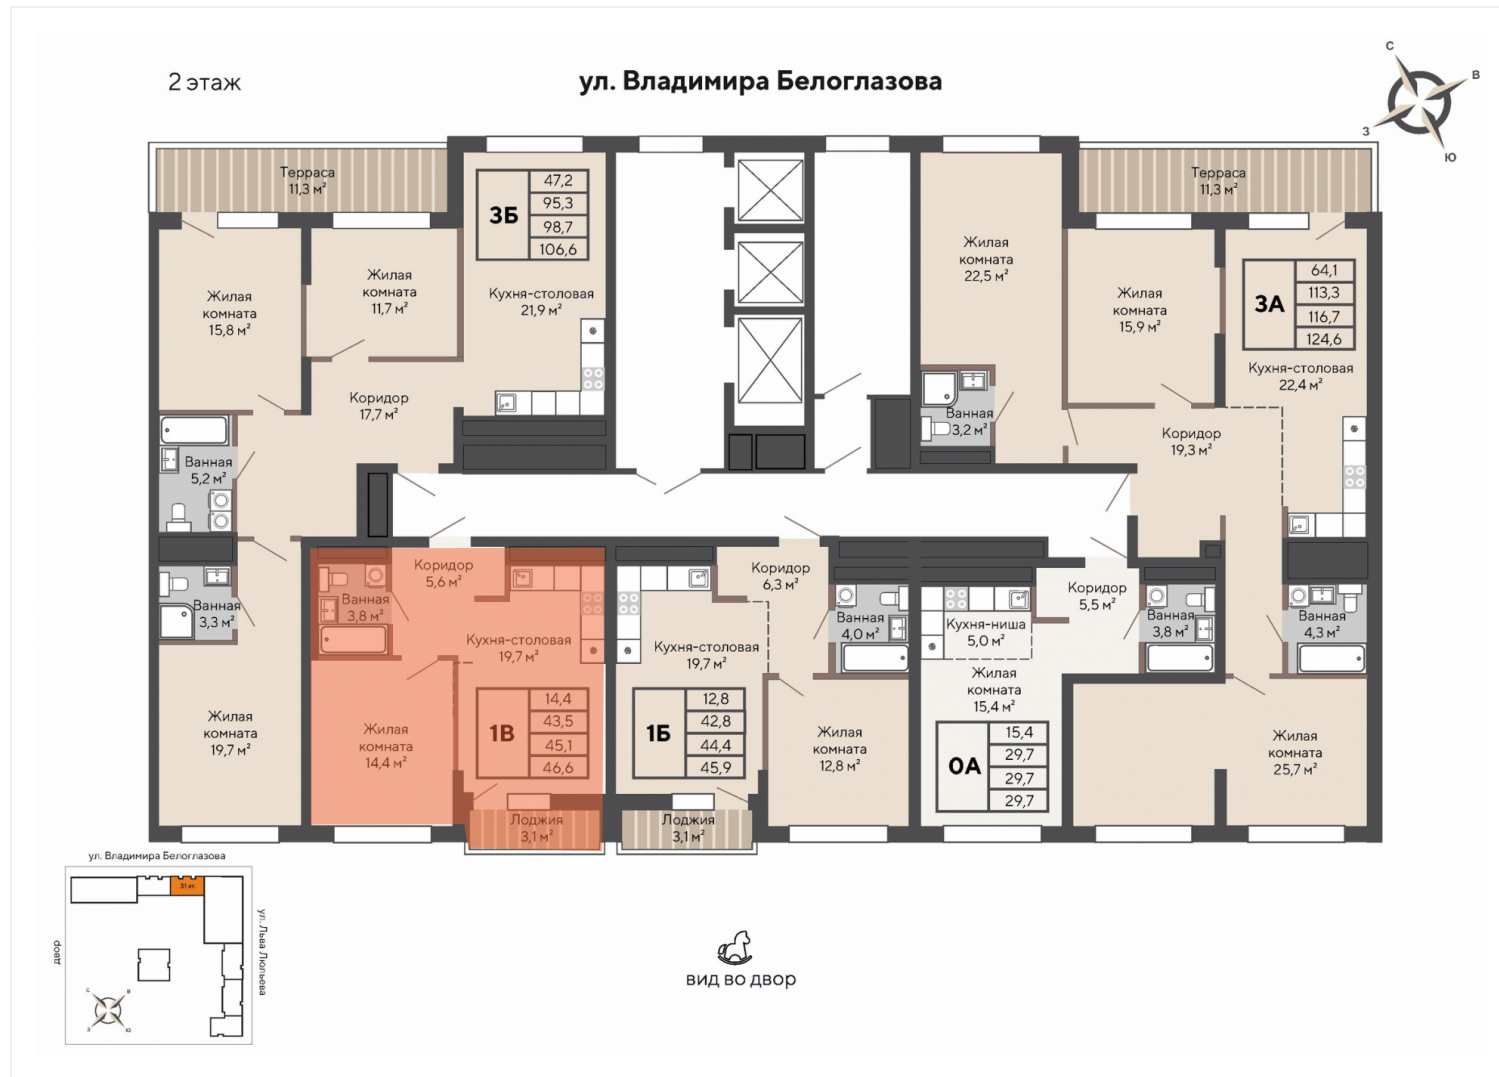 2 этаж
ул. Владимира Белоглазова
С
В
З
Ю
Терраса
11,3 м²
3Б
47,2
95,3
98,7
106,6
Жилая
комната
15,8 м²
Жилая
комната
11,7 м²
Кухня-столовая
21,9 м²
Коридор
17,7 м²
Ванная
5,2 м²
Ванная
3,3 м²
Жилая
комната
19,7 м²
Терраса
11,3 м²
Жилая
комната
22,5 м²
Жилая
комната
15,9 м²
3А
64,1
113,3
116,7
124,6
Кухня-столовая
22,4 м²
Ванная
3,2 м²
Коридор
19,3 м²
Коридор
5,6 м²
Ванная
3,8 м²
Кухня-столовая
19,7 м²
Жилая
комната
14,4 м²
1В
14,4
43,5
45,1
46,6
Лоджия
3,1 м²
Коридор
6,3 м²
Ванная
4,0 м²
Кухня-столовая
19,7 м²
1Б
12,8
42,8
44,4
45,9
Жилая
комната
12,8 м²
Лоджия
3,1 м²
Коридор
5,5 м²
Кухня-ниша
5,0 м²
Ванная
3,8 м²
Жилая
комната
15,4 м²
0А
15,4
29,7
29,7
29,7
Ванная
4,3 м²
Жилая
комната
25,7 м²
ул. Владимира Белоглазова
31 эт.
двор
ул. Льва Люльева
С
В
З
Ю
вид во двор